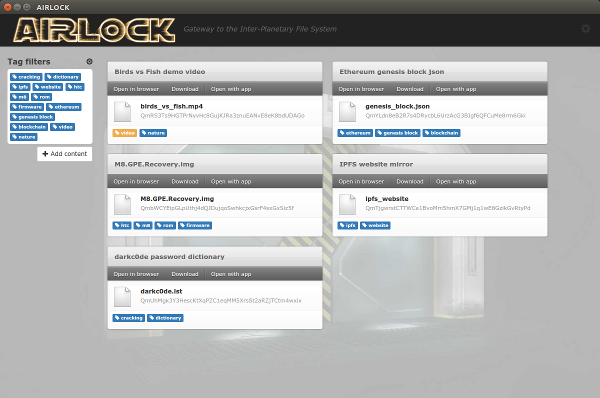 AIRLOCK
AIRLOCK
Gateway to the Inter-Planetary File System
Tag filters
cracking dictionary
ipfs website htc
m8 rom
firmware ethereum
genesis block
blockchain video
nature
Add content
Birds vs Fish demo video
Open in browser Download Open with app
birds_vs_fish.mp4
video nature
Ethereum genesis block json
Open in browser Download Open with app
genesis_block.json
ethereum genesis block blockchain
M8.GPE.Recovery.img
Open in browser Download Open with app
M8.GPE.Recovery.img
htc m8 rom firmware
IPFS website mirror
Open in browser Download Open with app
ipfs_website
ipfs website
darkc0de password dictionary
Open in browser Download Open with app
darkc0de.lst
cracking dictionary